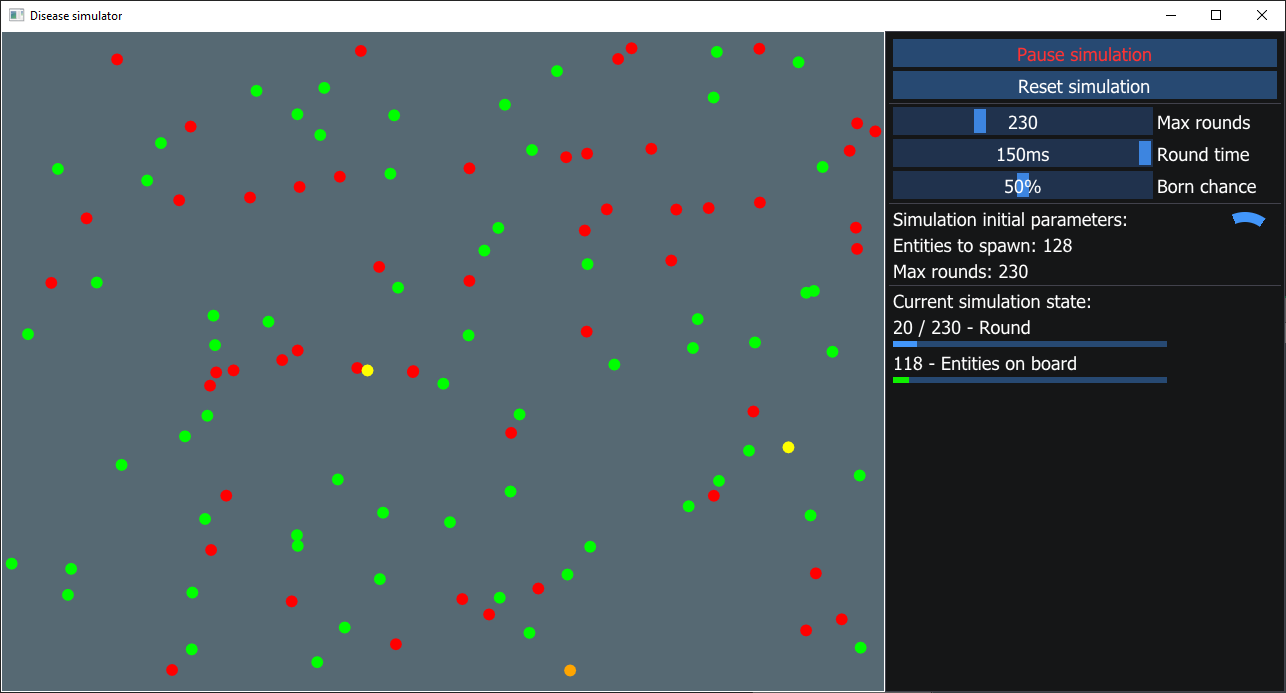 Disease simulator
Pause simulation
Reset simulation
230 Max rounds
150ms Round time
50% Born chance
Simulation initial parameters:
Entities to spawn: 128
Max rounds: 230
Current simulation state:
20 / 230 - Round
118 - Entities on board